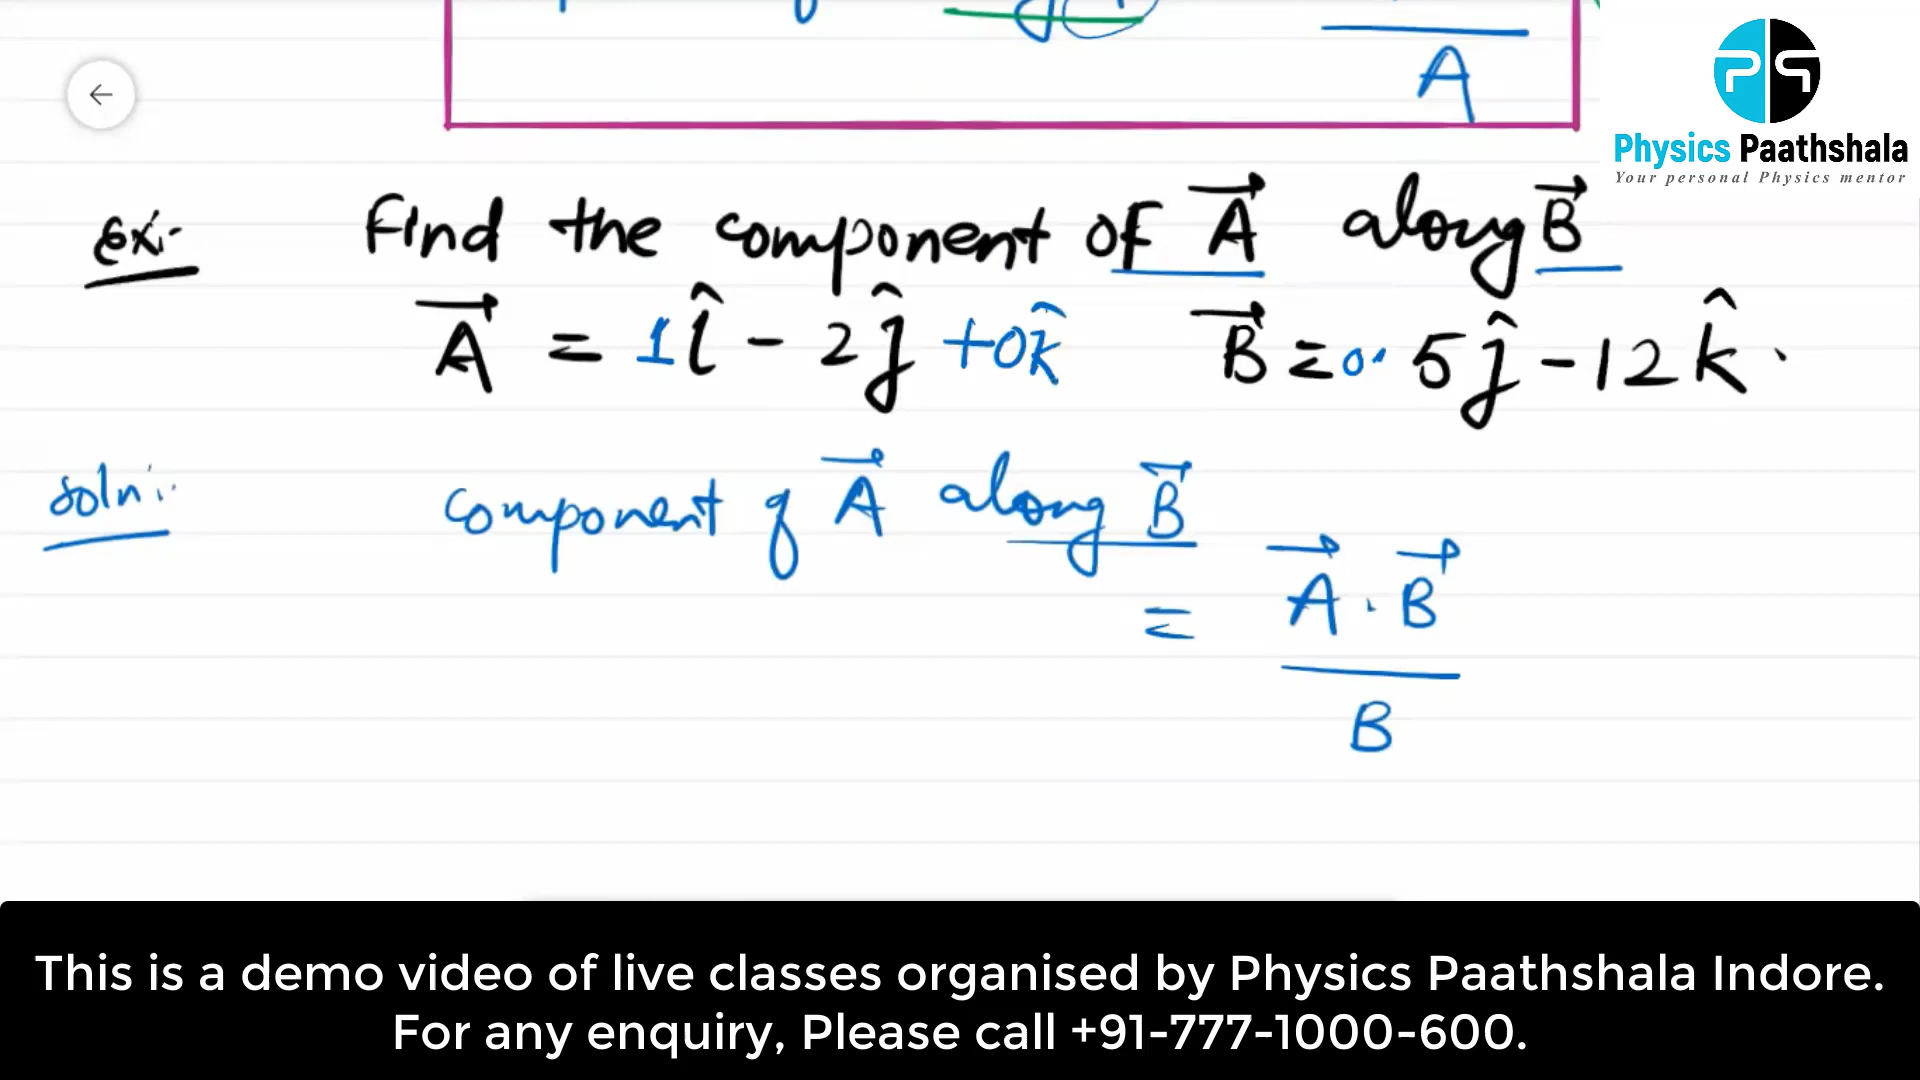 A
Physics Paathshala
Your personal Physics mentor
Ex:- Find the component of A⃗ along B⃗
A⃗ = 1î - 2ĵ + 0k̂ B⃗ = 0. 5ĵ - 12k̂.
Soln:- component of A⃗ along B⃗
= A⃗ . B⃗
B
This is a demo video of live classes organised by Physics Paathshala Indore.
For any enquiry, Please call +91-777-1000-600.